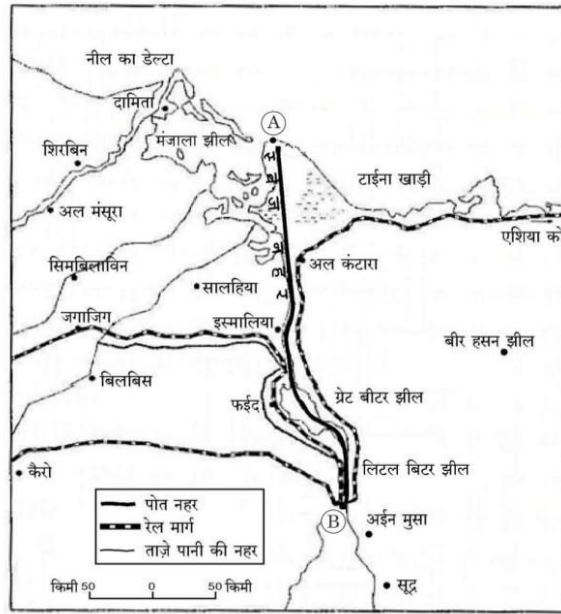 नील का डेल्टा
दामिता
Ⓐ
मंजाला झील
शिरबिन
टाईना खाड़ी
स्वेज नहर
अल मंसूरा
एशिया को
सिमबिलाविन
अल कंटारा
सालहिया
जगाजिग
इस्मालिया
बीर हसन झील
बिलबिस
फईद
ग्रेट बीटर झील
कैरो
लिटल बिटर झील
Ⓑ
अईन मुसा
पोत नहर
रेल मार्ग
ताज़े पानी की नहर
सूद्र
किमी 50 0 50 किमी